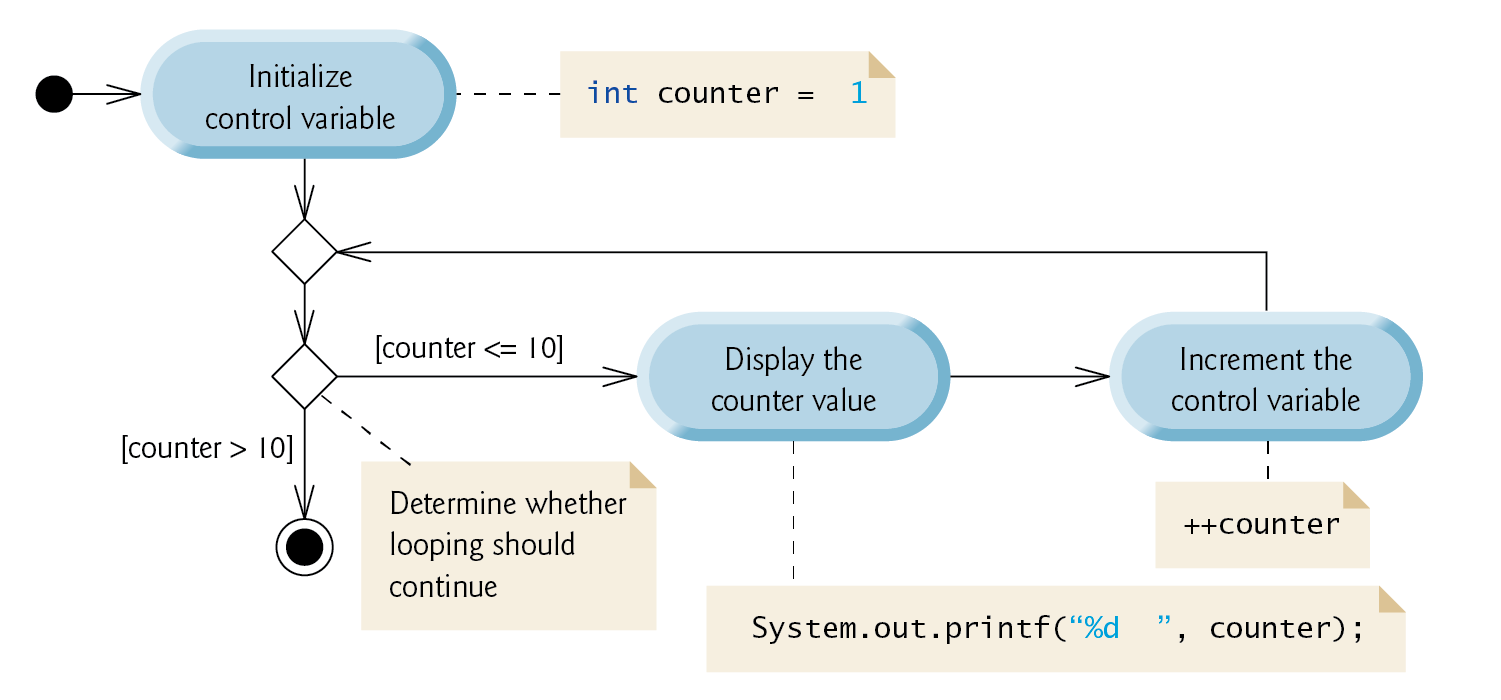 Initialize
control variable
int counter =  1
[counter <= 10]
Display the
counter value
Increment the
control variable
[counter > 10]
Determine whether
looping should
continue
++counter
System.out.printf(“%d  ”, counter);